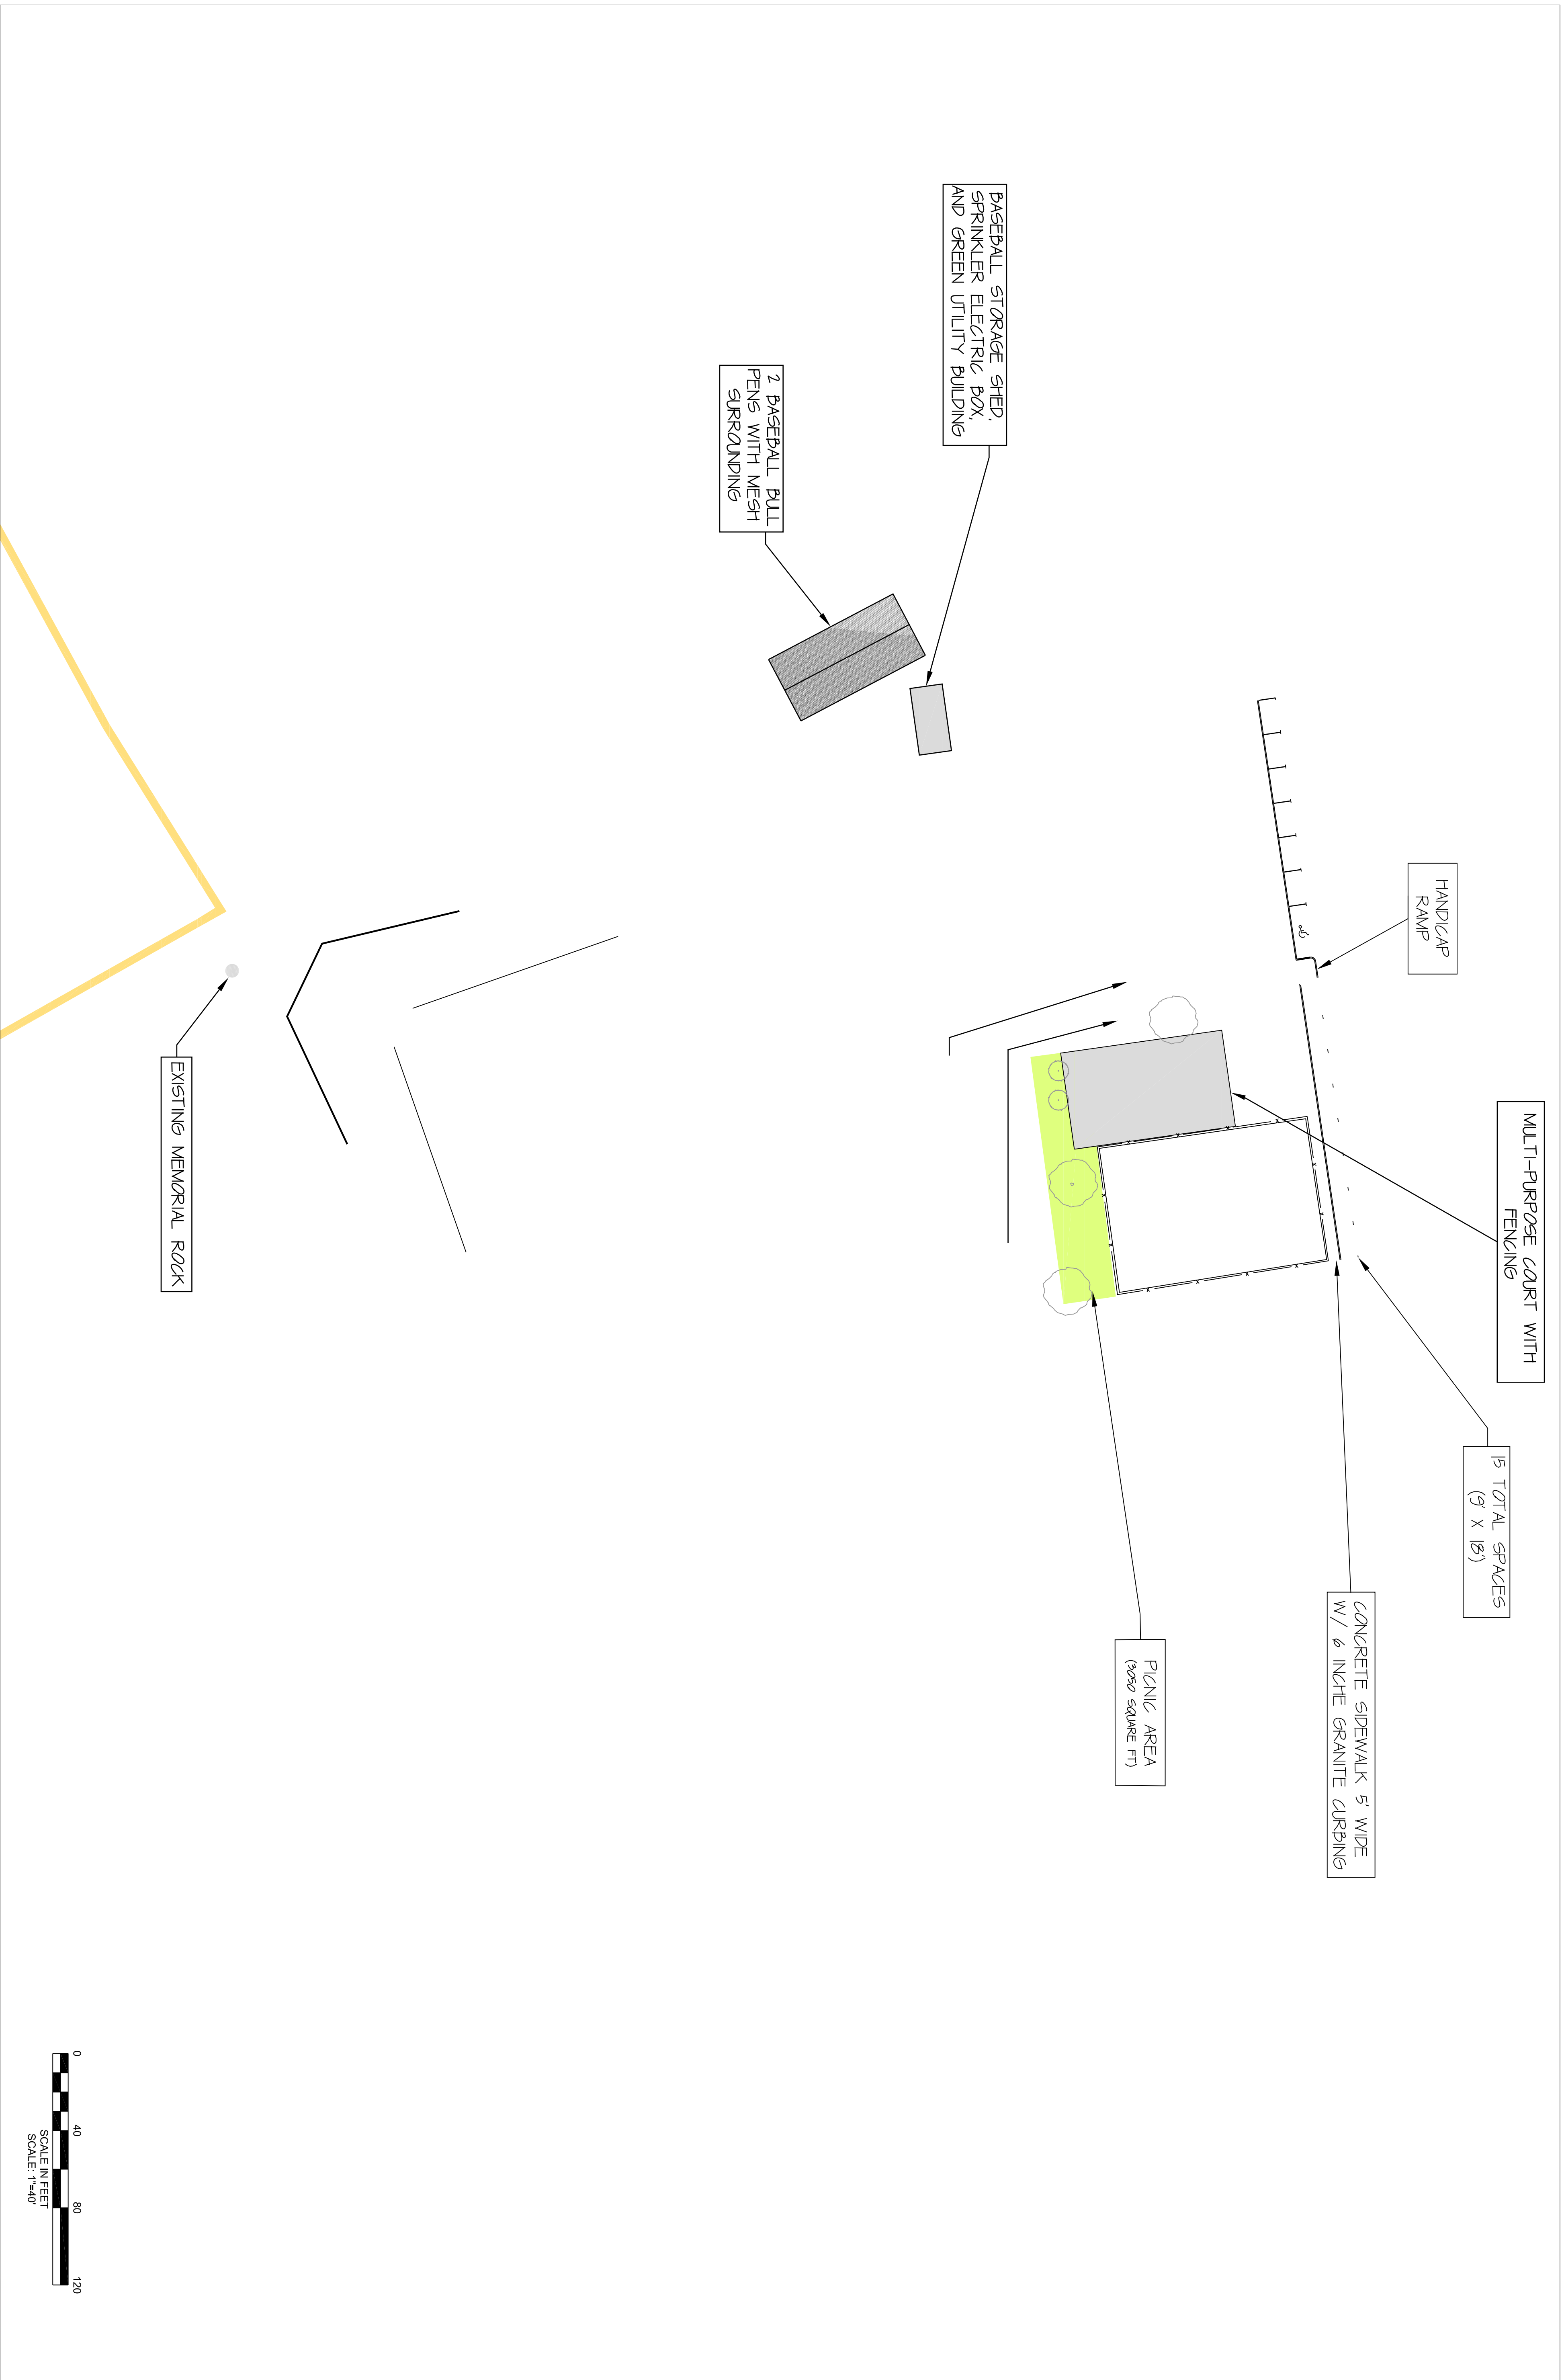 BASEBALL STORAGE SHED,
SPRINKLER ELECTRIC BOX,
AND GREEN UTILITY BUILDING
2 BASEBALL BULL
PENS WITH MESH
SURROUNDING
HANDICAP
RAMP
MULTI-PURPOSE COURT WITH
FENCING
15 TOTAL SPACES
(9' X 18')
CONCRETE SIDEWALK 5' WIDE
W/ 6 INCHE GRANITE CURBING
PICNIC AREA
(3050 SQUARE FT)
EXISTING MEMORIAL ROCK
0 40 80 120
SCALE IN FEET
SCALE: 1"=40'